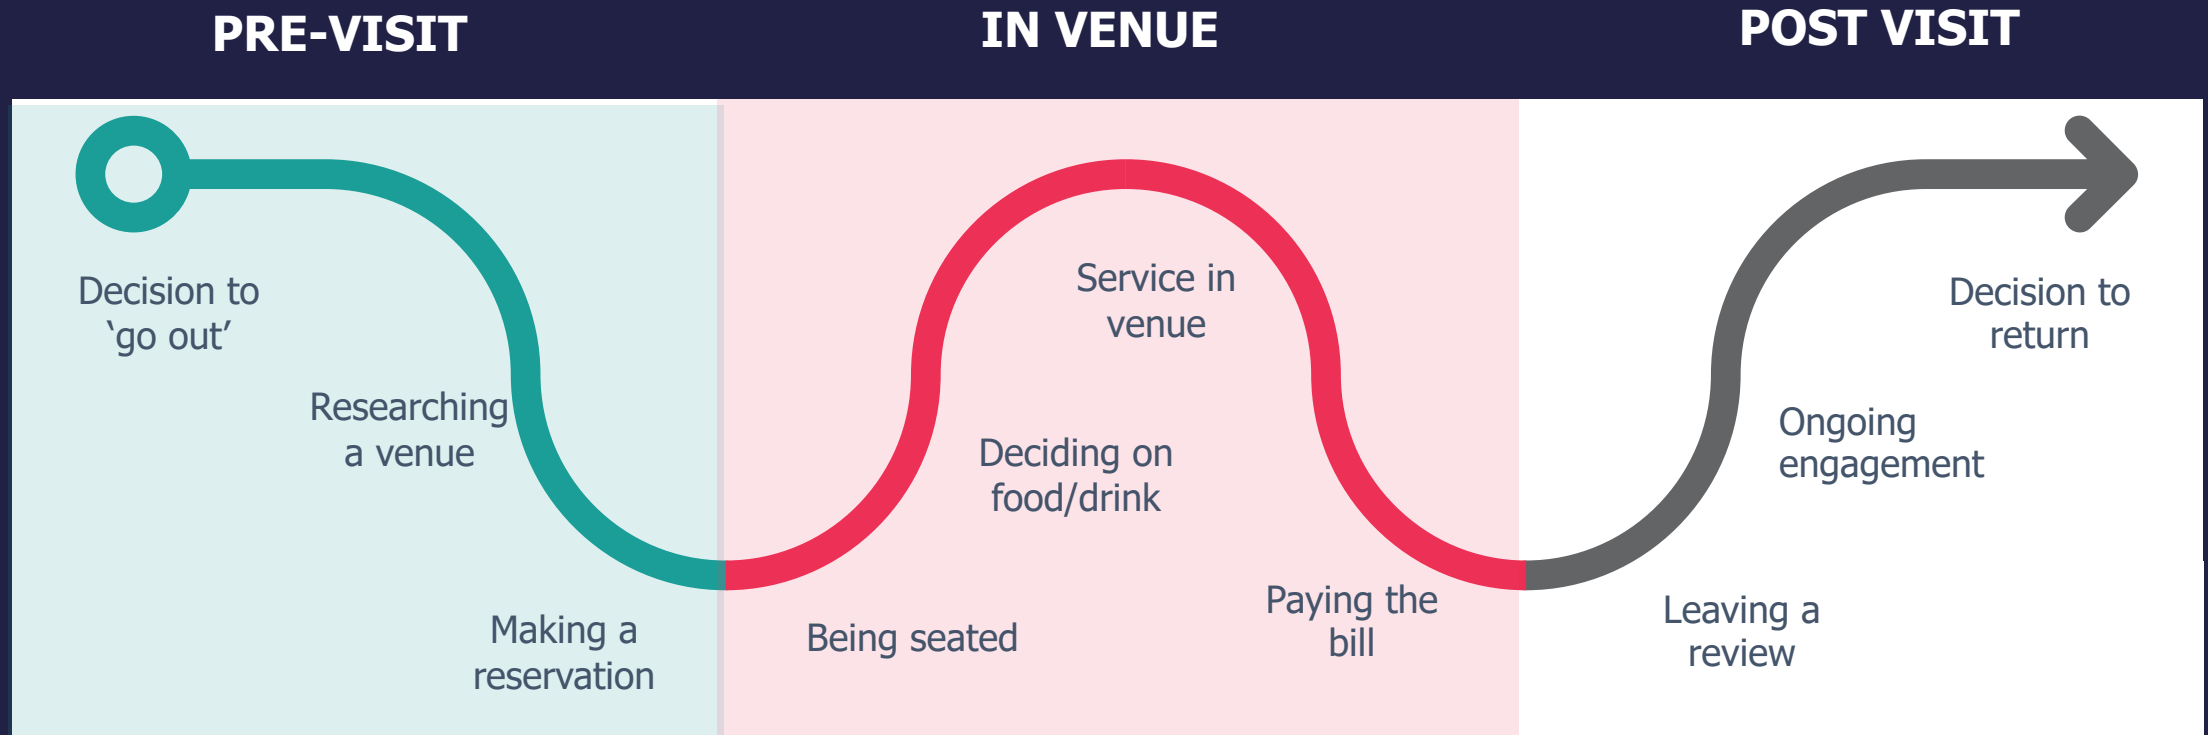 PRE-VISIT
IN VENUE
POST VISIT
Decision to
‘go out’
Researching
a venue
Making a
reservation
Being seated
Deciding on
food/drink
Service in
venue
Paying the
bill
Leaving a
review
Ongoing
engagement
Decision to
return